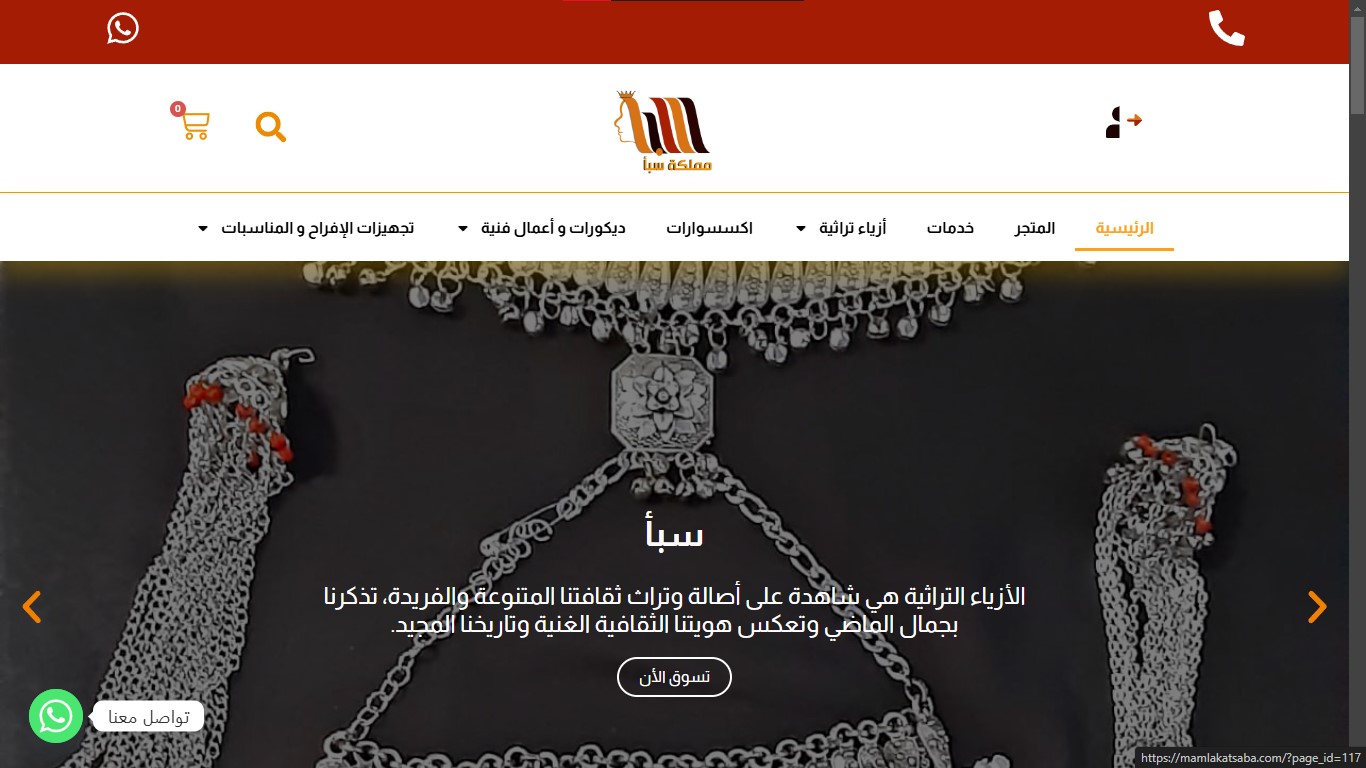 0
مملكة سبأ
الرئيسية
المتجر
خدمات
أزياء تراثية
اكسسوارات
ديكورات و أعمال فنية
تجهيزات الإفراح و المناسبات
سبأ
الأزياء التراثية هي شاهدة على أصالة وتراث ثقافتنا المتنوعة والفريدة، تذكرنا
بجمال الماضي وتعكس هويتنا الثقافية الغنية وتاريخنا المجيد.
تسوق الأن
تواصل معنا
https://mamlakatsaba.com/?page_id=117